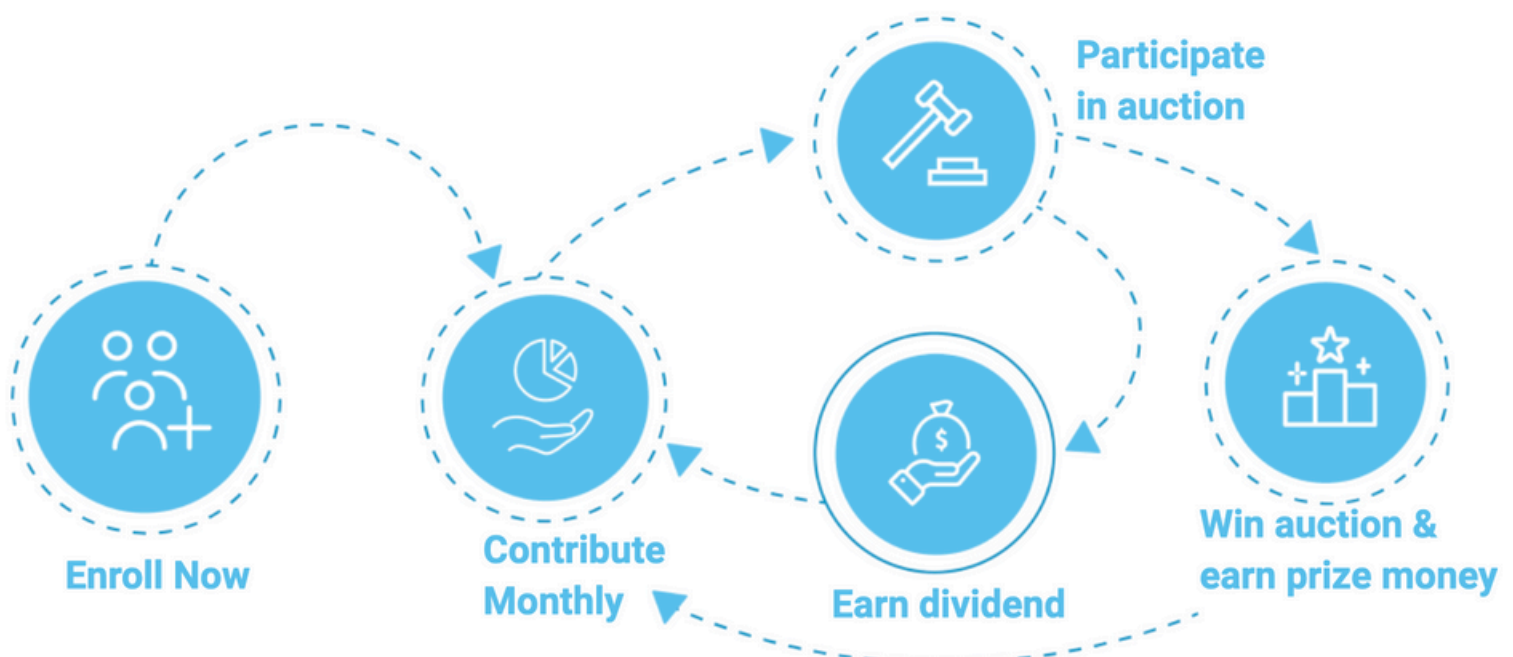 Participate
in auction
Enroll Now
Contribute
Monthly
$
Earn dividend
Win auction &
earn prize money